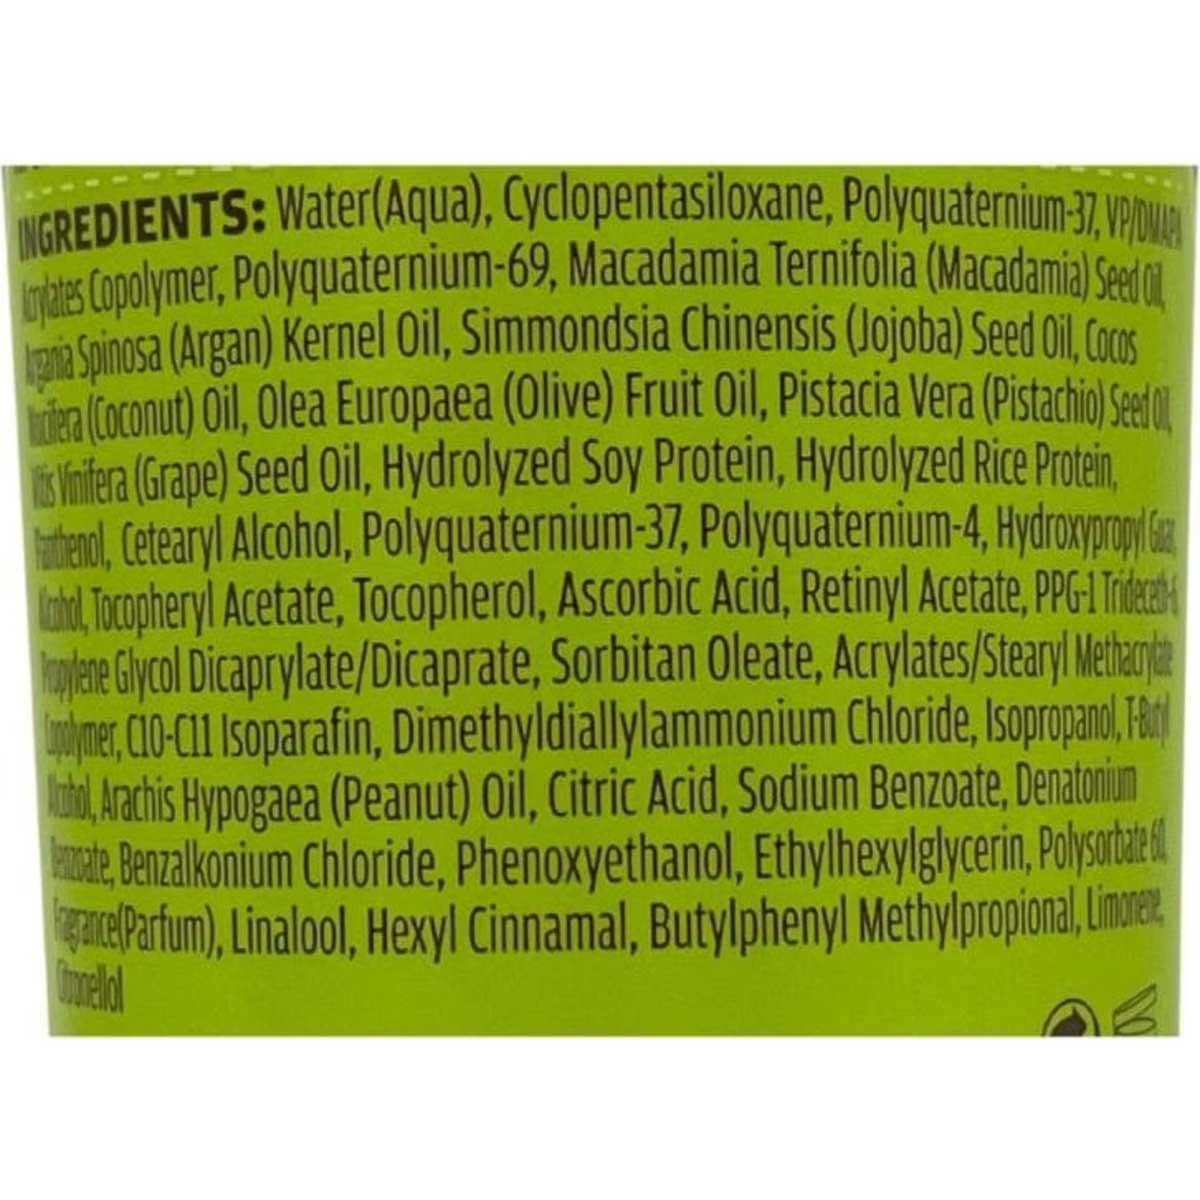 INGREDIENTS: Water(Aqua), Cyclopentasiloxane, Polyquaternium-37, VP/DMAPA
Acrylates Copolymer, Polyquaternium-69, Macadamia Ternifolia (Macadamia) Seed Oil,
Argania Spinosa (Argan) Kernel Oil, Simmondsia Chinensis (Jojoba) Seed Oil, Cocos
Nucifera (Coconut) Oil, Olea Europaea (Olive) Fruit Oil, Pistacia Vera (Pistachio) Seed Oil,
Vitis Vinifera (Grape) Seed Oil, Hydrolyzed Soy Protein, Hydrolyzed Rice Protein,
Panthenol, Cetearyl Alcohol, Polyquaternium-37, Polyquaternium-4, Hydroxypropyl Guar,
Alcohol, Tocopheryl Acetate, Tocopherol, Ascorbic Acid, Retinyl Acetate, PPG-1 Trideceth-6,
Propylene Glycol Dicaprylate/Dicaprate, Sorbitan Oleate, Acrylates/Stearyl Methacrylate
Copolymer, C10-C11 Isoparafin, Dimethyldiallylammonium Chloride, Isopropanol, T-Butyl
Alcohol, Arachis Hypogaea (Peanut) Oil, Citric Acid, Sodium Benzoate, Denatonium
Benzoate, Benzalkonium Chloride, Phenoxyethanol, Ethylhexylglycerin, Polysorbate 60,
Fragrance(Parfum), Linalool, Hexyl Cinnamal, Butylphenyl Methylpropional, Limonene,
Citronellol